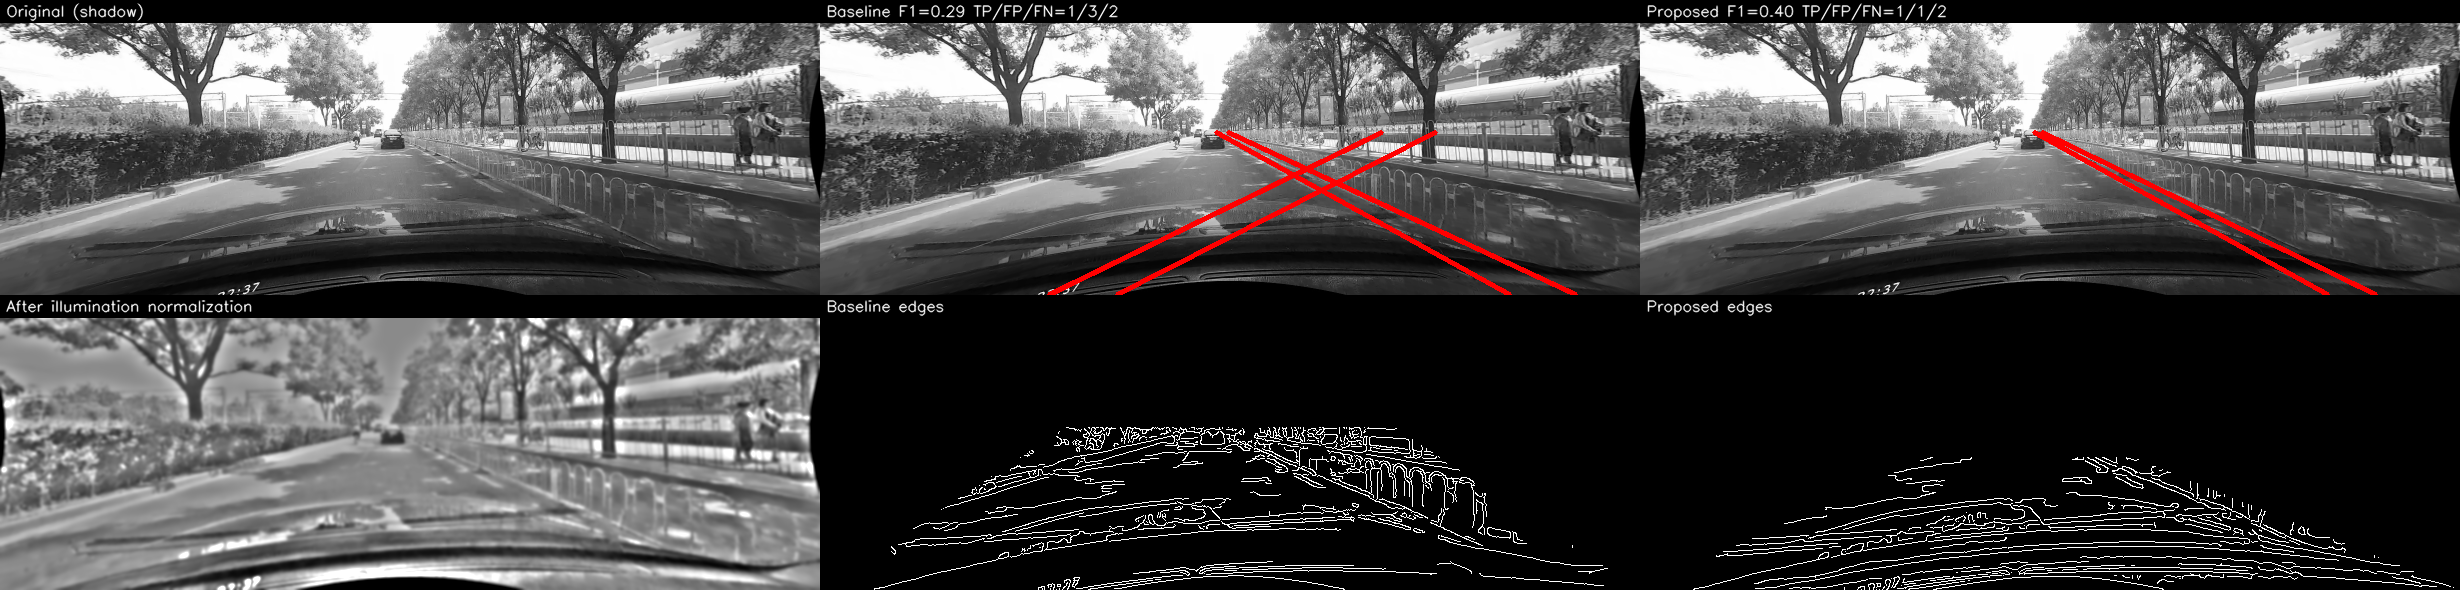 Original (shadow)
Baseline F1=0.29 TP/FP/FN=1/3/2
Proposed F1=0.40 TP/FP/FN=1/1/2
After illumination normalization
Baseline edges
Proposed edges